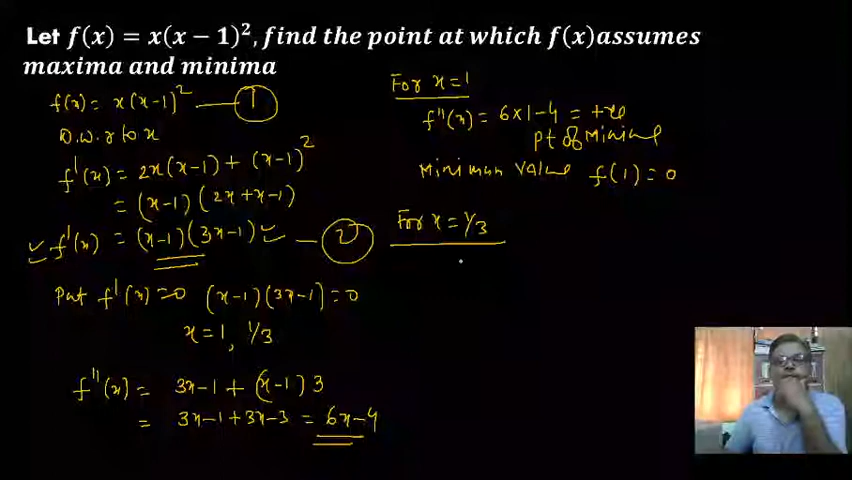 Let f(x) = x(x − 1)², find the point at which f(x)assumes
maxima and minima
f(x) = x(x-1)² — ①
D.w.r to x
f'(x) = 2x(x-1) + (x-1)²
= (x-1)(2x+x-1)
✓ f'(x) = (x-1)(3x-1) ✓ — ②
Put f'(x) = 0 (x-1)(3x-1) = 0
x = 1, 1/3
f''(x) = 3x-1 + (x-1)3
= 3x-1+3x-3 = 6x-4
For x = 1
f''(x) = 6×1-4 = +ve
pt of Minima
Minimum Value f(1) = 0
For x = 1/3